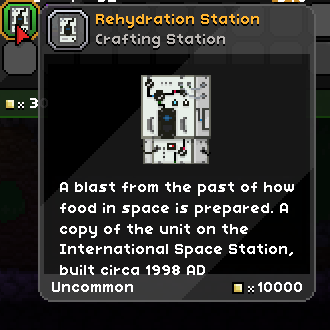 Rehydration Station
Crafting Station
x 30
A blast from the past of how
food in space is prepared. A
copy of the unit on the
International Space Station,
built circa 1998 AD
Uncommon x10000